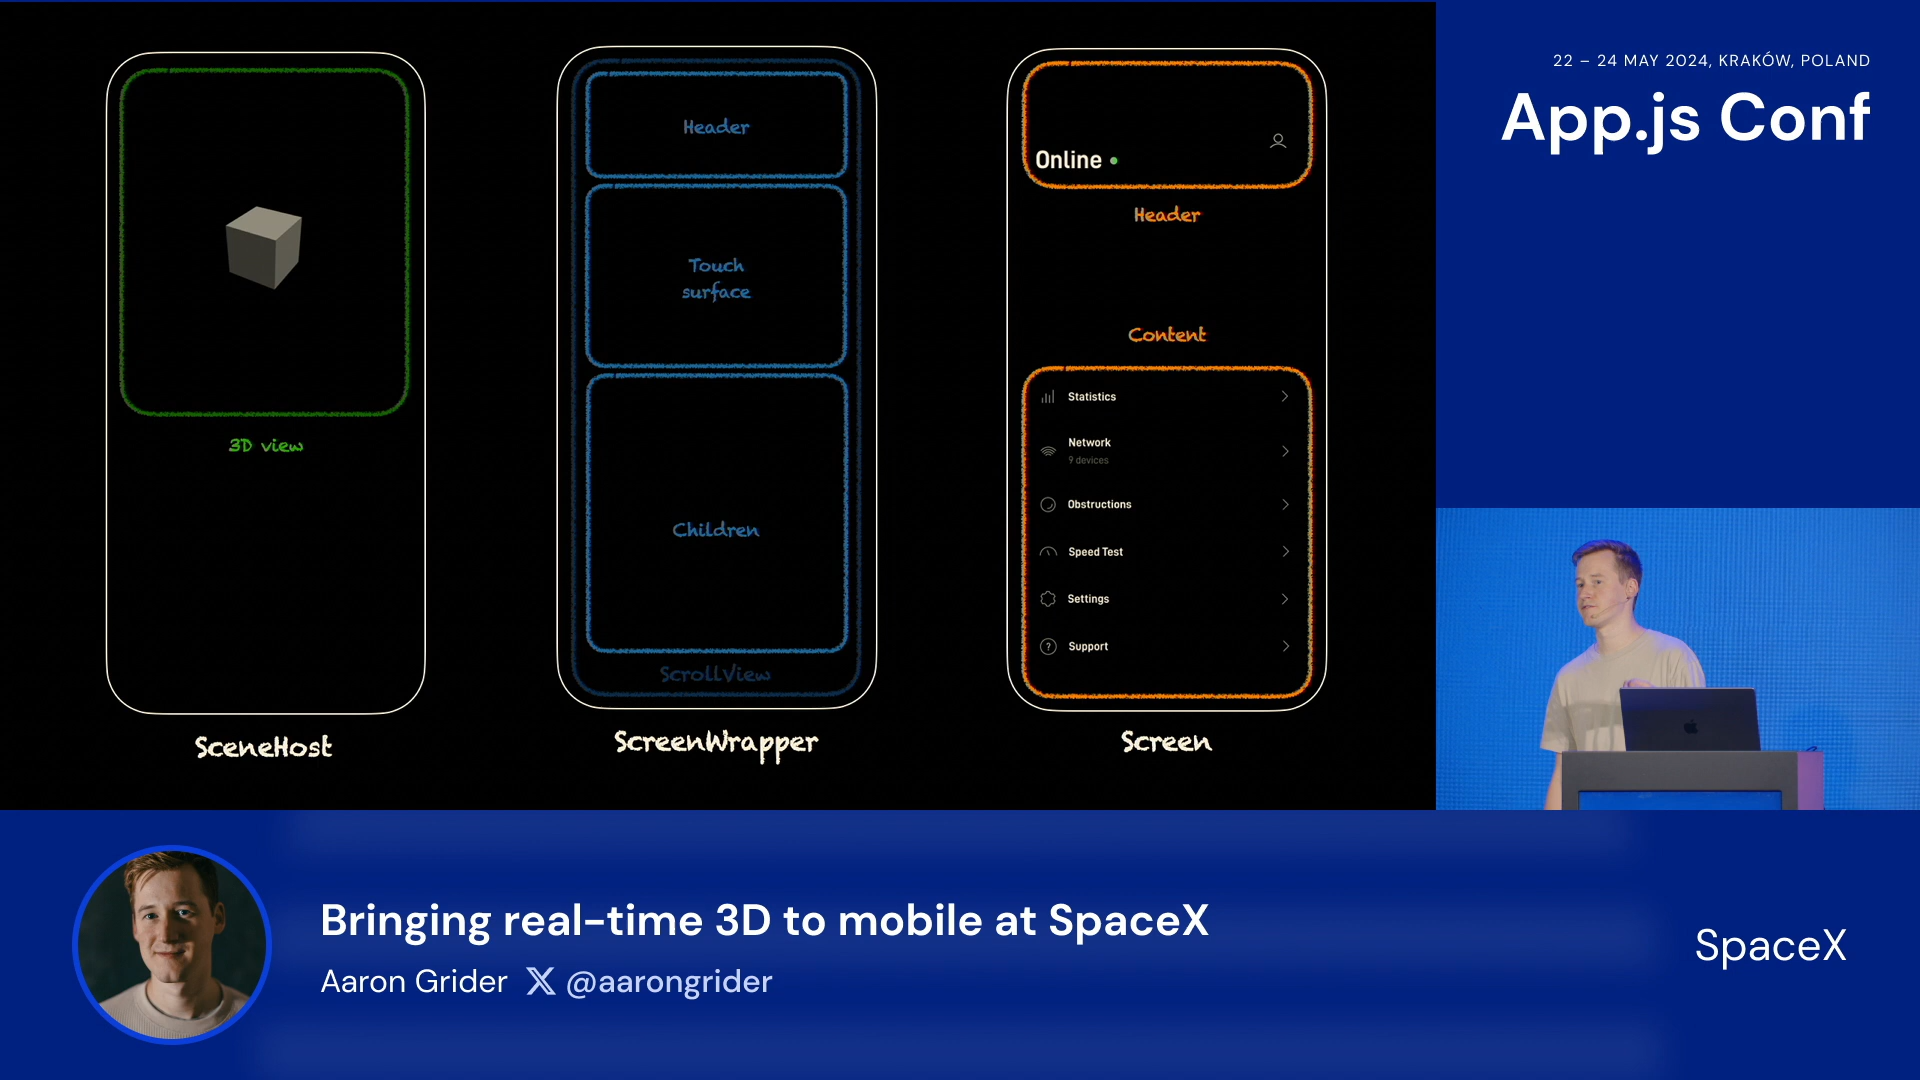 3D view
SceneHost
Header
Touch
surface
Children
ScrollView
ScreenWrapper
Online
Header
Content
Statistics
Network
9 devices
Obstructions
Speed Test
Settings
Support
Screen
22 – 24 MAY 2024, KRAKÓW, POLAND
App.js Conf
Bringing real-time 3D to mobile at SpaceX
Aaron Grider X @aarongrider
SpaceX